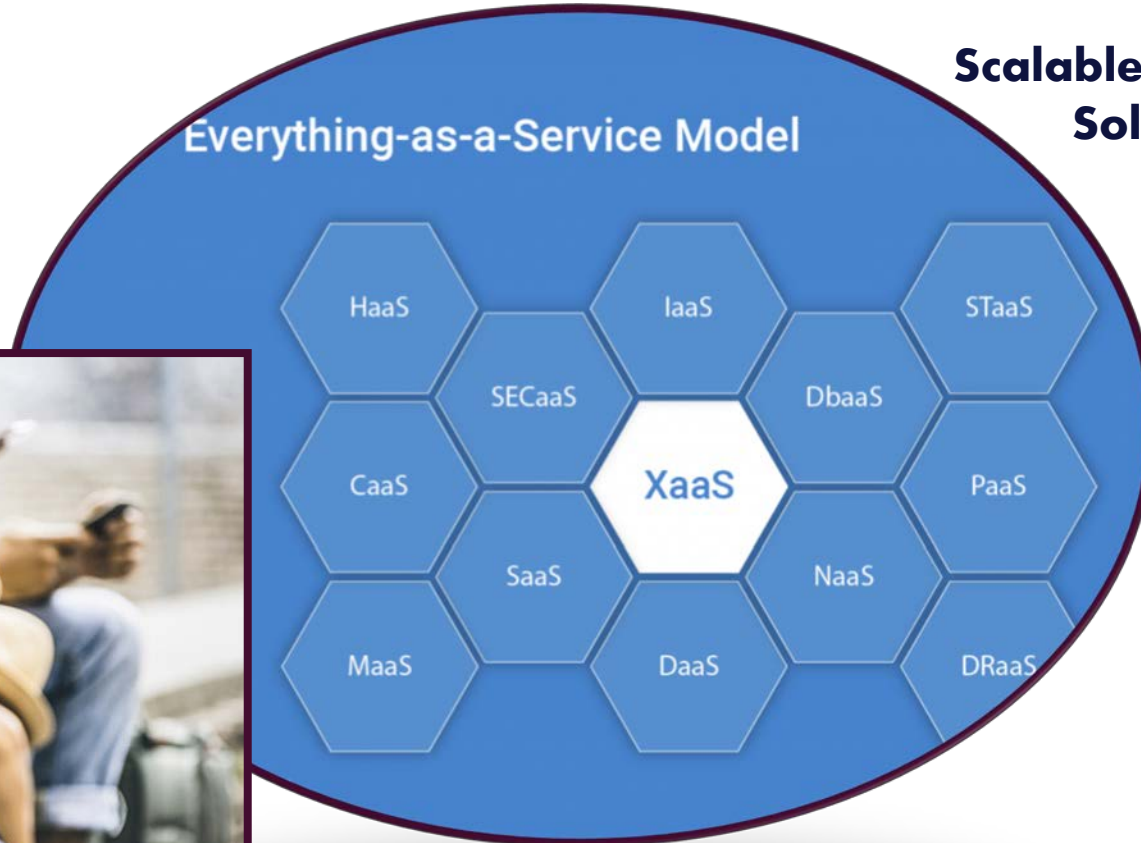 Scalable
Sol
Everything-as-a-Service Model
HaaS
IaaS
STaaS
SECaaS
DbaaS
CaaS
XaaS
PaaS
SaaS
NaaS
MaaS
DaaS
DRaaS